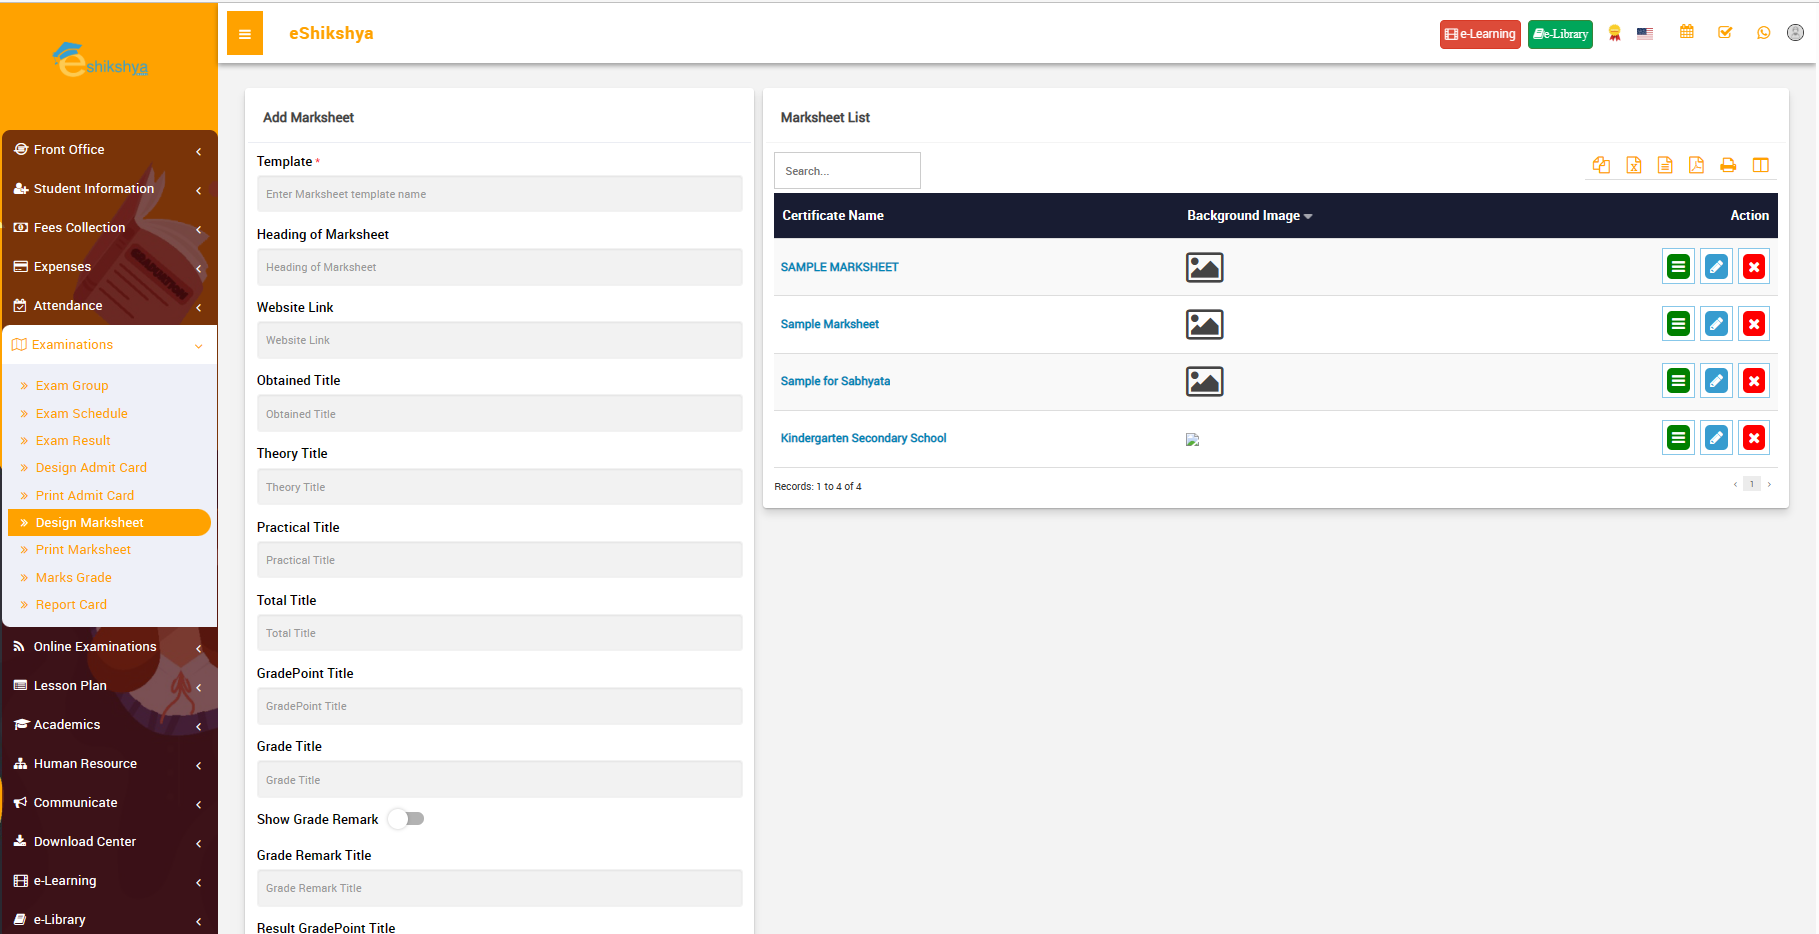 eshikshya
Front Office
Student Information
Fees Collection
Expenses
Attendance
Examinations
Exam Group
Exam Schedule
Exam Result
Design Admit Card
Print Admit Card
Design Marksheet
Print Marksheet
Marks Grade
Report Card
Online Examinations
Lesson Plan
Academics
Human Resource
Communicate
Download Center
e-Learning
e-Library
GRADUATION
eShikshya
e-Learning
e-Library
Add Marksheet
Template *
Enter Marksheet template name
Heading of Marksheet
Heading of Marksheet
Website Link
Website Link
Obtained Title
Obtained Title
Theory Title
Theory Title
Practical Title
Practical Title
Total Title
Total Title
GradePoint Title
GradePoint Title
Grade Title
Grade Title
Show Grade Remark
Grade Remark Title
Grade Remark Title
Result GradePoint Title
Marksheet List
Search...
Certificate Name Background Image Action
SAMPLE MARKSHEET
Sample Marksheet
Sample for Sabhyata
Kindergarten Secondary School
Records: 1 to 4 of 4
1